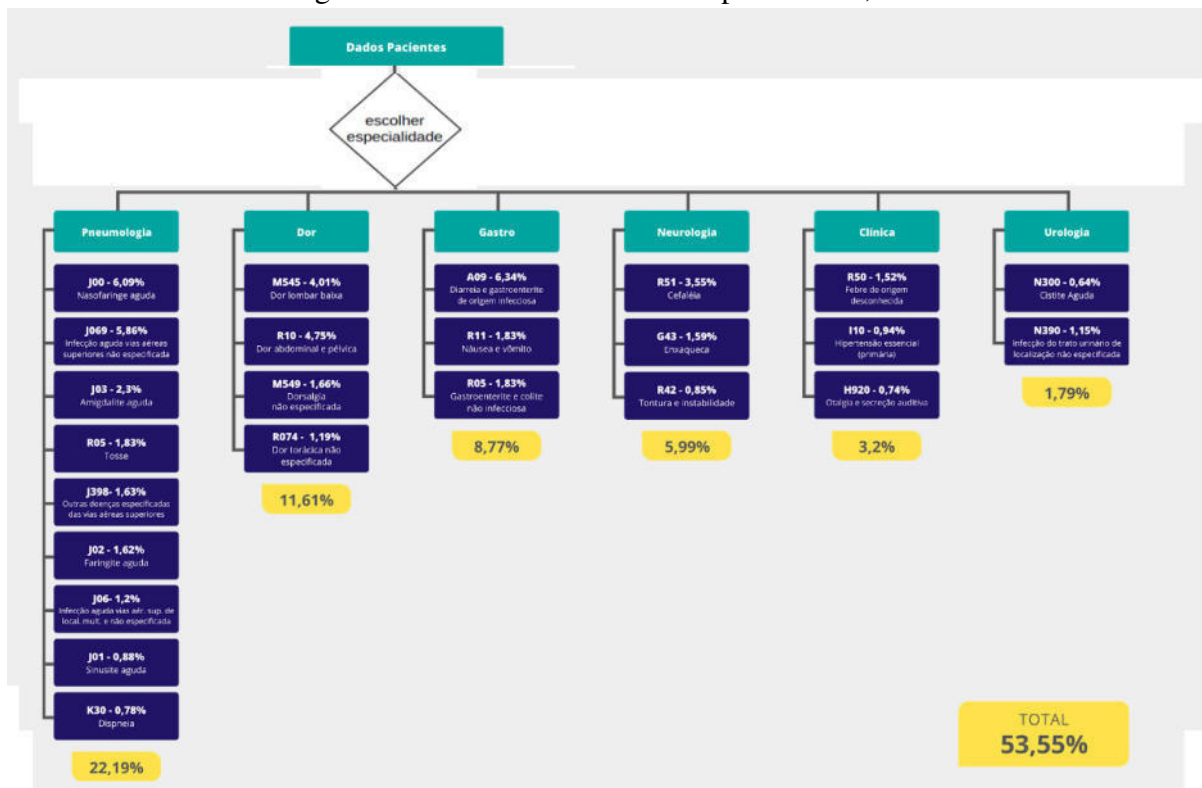 Dados Pacientes
escolher
especialidade
Pneumologia
J00 - 6,09%
Nasofaringe aguda
J069 - 5,86%
Infecção aguda vias aéreas
superiores não especificada
J03 - 2,3%
Amigdalite aguda
R05 - 1,83%
Tosse
J398- 1,63%
Outras doenças especificadas
das vias aéreas superiores
J02 - 1,62%
Faringite aguda
J06- 1,2%
Infecção aguda vias aér. sup. de
local. mult. e não especificada
J01 - 0,88%
Sinusite aguda
K30 - 0,78%
Dispneia
22,19%
Dor
M545 - 4,01%
Dor lombar baixa
R10 - 4,75%
Dor abdominal e pélvica
M549 - 1,66%
Dorsalgia
não especificada
R074 - 1,19%
Dor torácica não
especificada
11,61%
Gastro
A09 - 6,34%
Diarreia e gastroenterite
de origem infecciosa
R11 - 1,83%
Náusea e vômito
R05 - 1,83%
Gastroenterite e colite
não infecciosa
8,77%
Neurologia
R51 - 3,55%
Cefaléia
G43 - 1,59%
Enxaqueca
R42 - 0,85%
Tontura e instabilidade
5,99%
Clínica
R50 - 1,52%
Febre de origem
desconhecida
I10 - 0,94%
Hipertensão essencial
(primária)
H920 - 0,74%
Otalgia e secreção auditiva
3,2%
Urologia
N300 - 0,64%
Cistite Aguda
N390 - 1,15%
Infecção do trato urinário de
localização não especificada
1,79%
TOTAL
53,55%